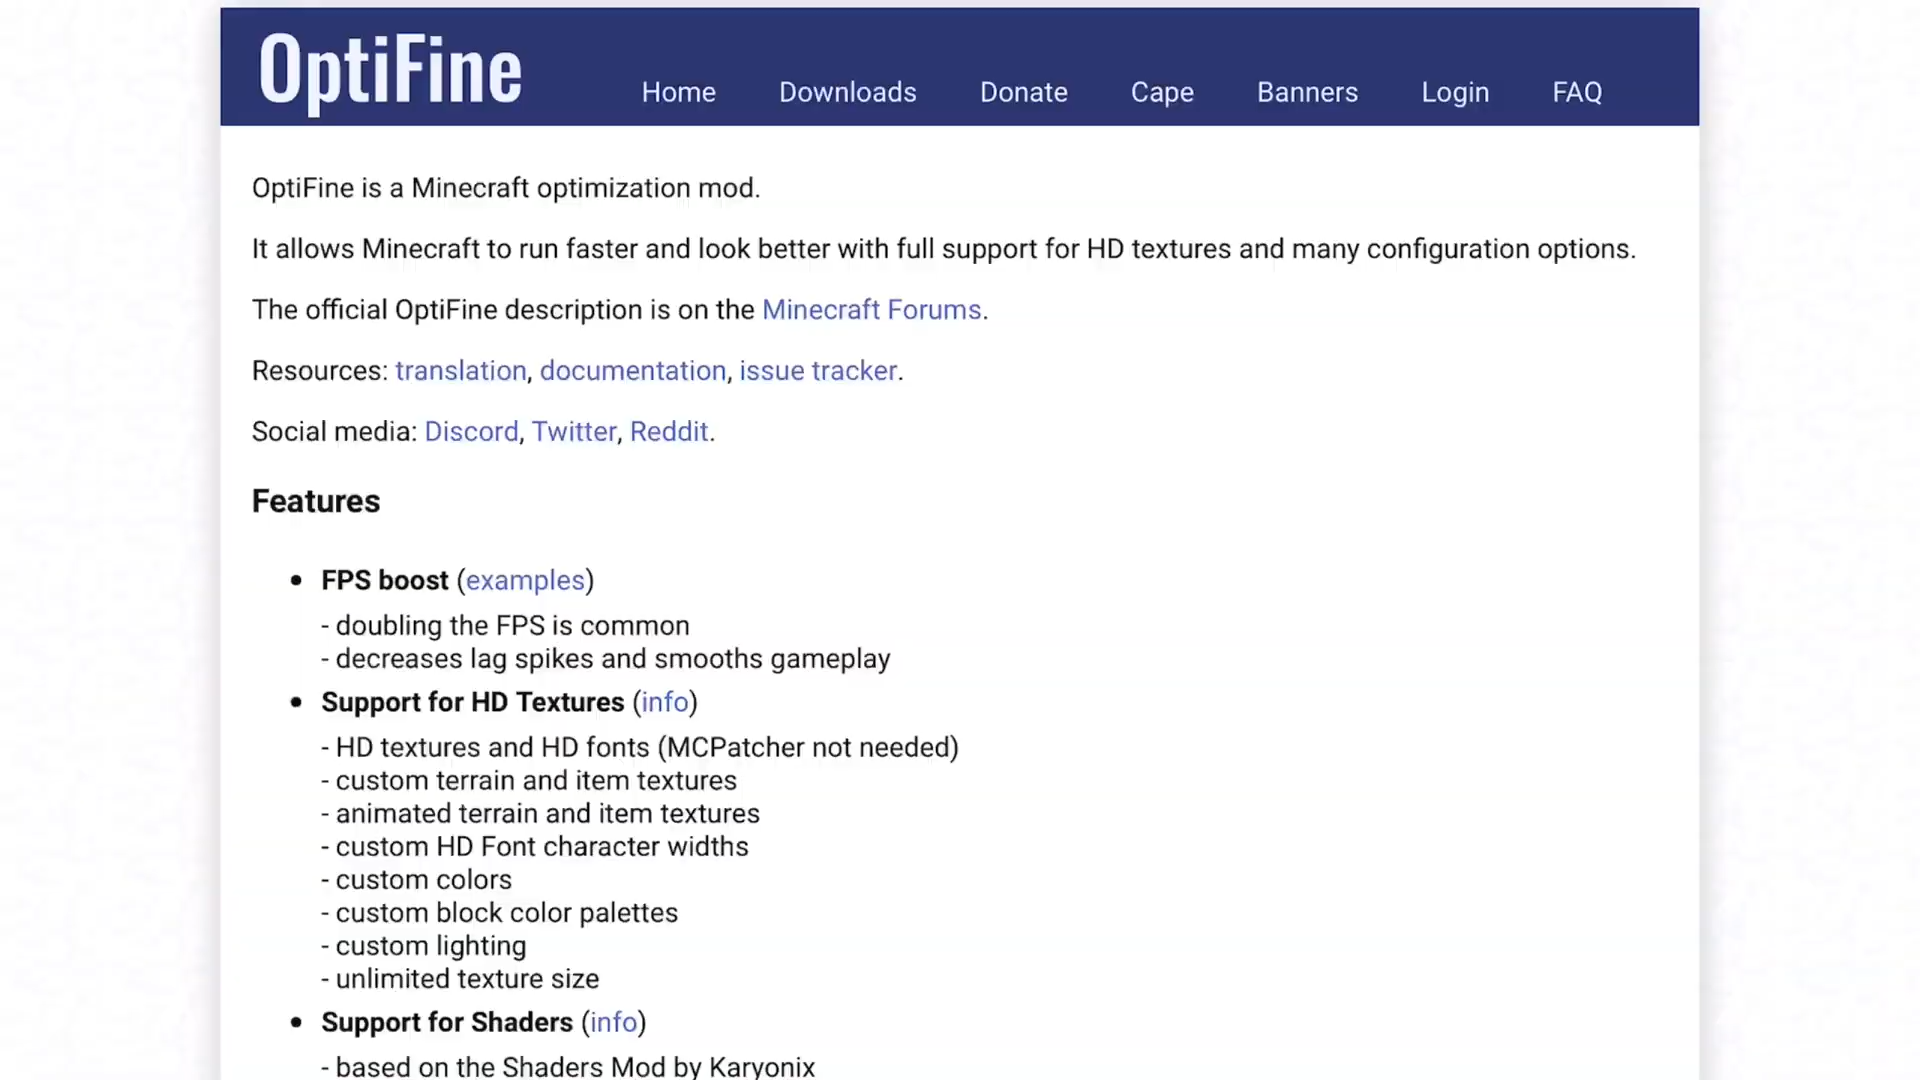 OptiFine
Home Downloads Donate Cape Banners Login FAQ
OptiFine is a Minecraft optimization mod.
It allows Minecraft to run faster and look better with full support for HD textures and many configuration options.
The official OptiFine description is on the Minecraft Forums.
Resources: translation, documentation, issue tracker.
Social media: Discord, Twitter, Reddit.
Features
• FPS boost (examples)
- doubling the FPS is common
- decreases lag spikes and smooths gameplay
• Support for HD Textures (info)
- HD textures and HD fonts (MCPatcher not needed)
- custom terrain and item textures
- animated terrain and item textures
- custom HD Font character widths
- custom colors
- custom block color palettes
- custom lighting
- unlimited texture size
• Support for Shaders (info)
- based on the Shaders Mod by Karyonix